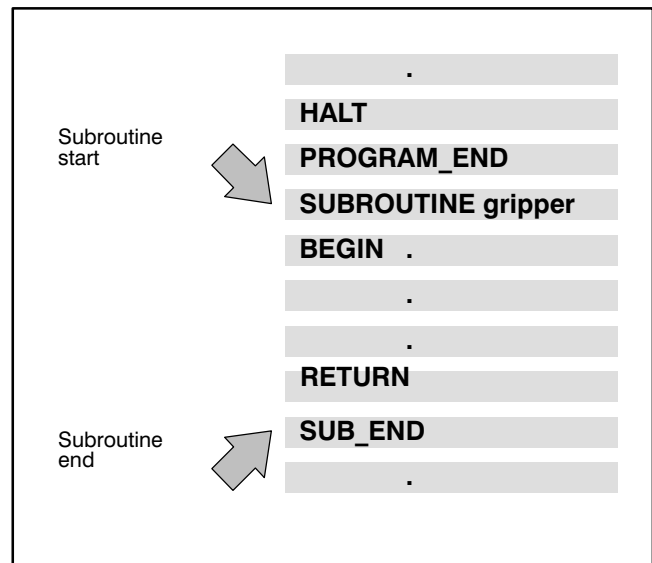 .
HALT
Subroutine
start
PROGRAM_END
SUBROUTINE gripper
BEGIN .
.
.
RETURN
Subroutine
end
SUB_END
.